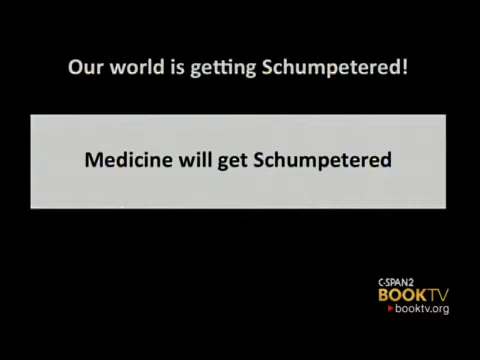 Our world is getting Schumpetered!
Medicine will get Schumpetered
C-SPAN2
BOOKTV
booktv.org